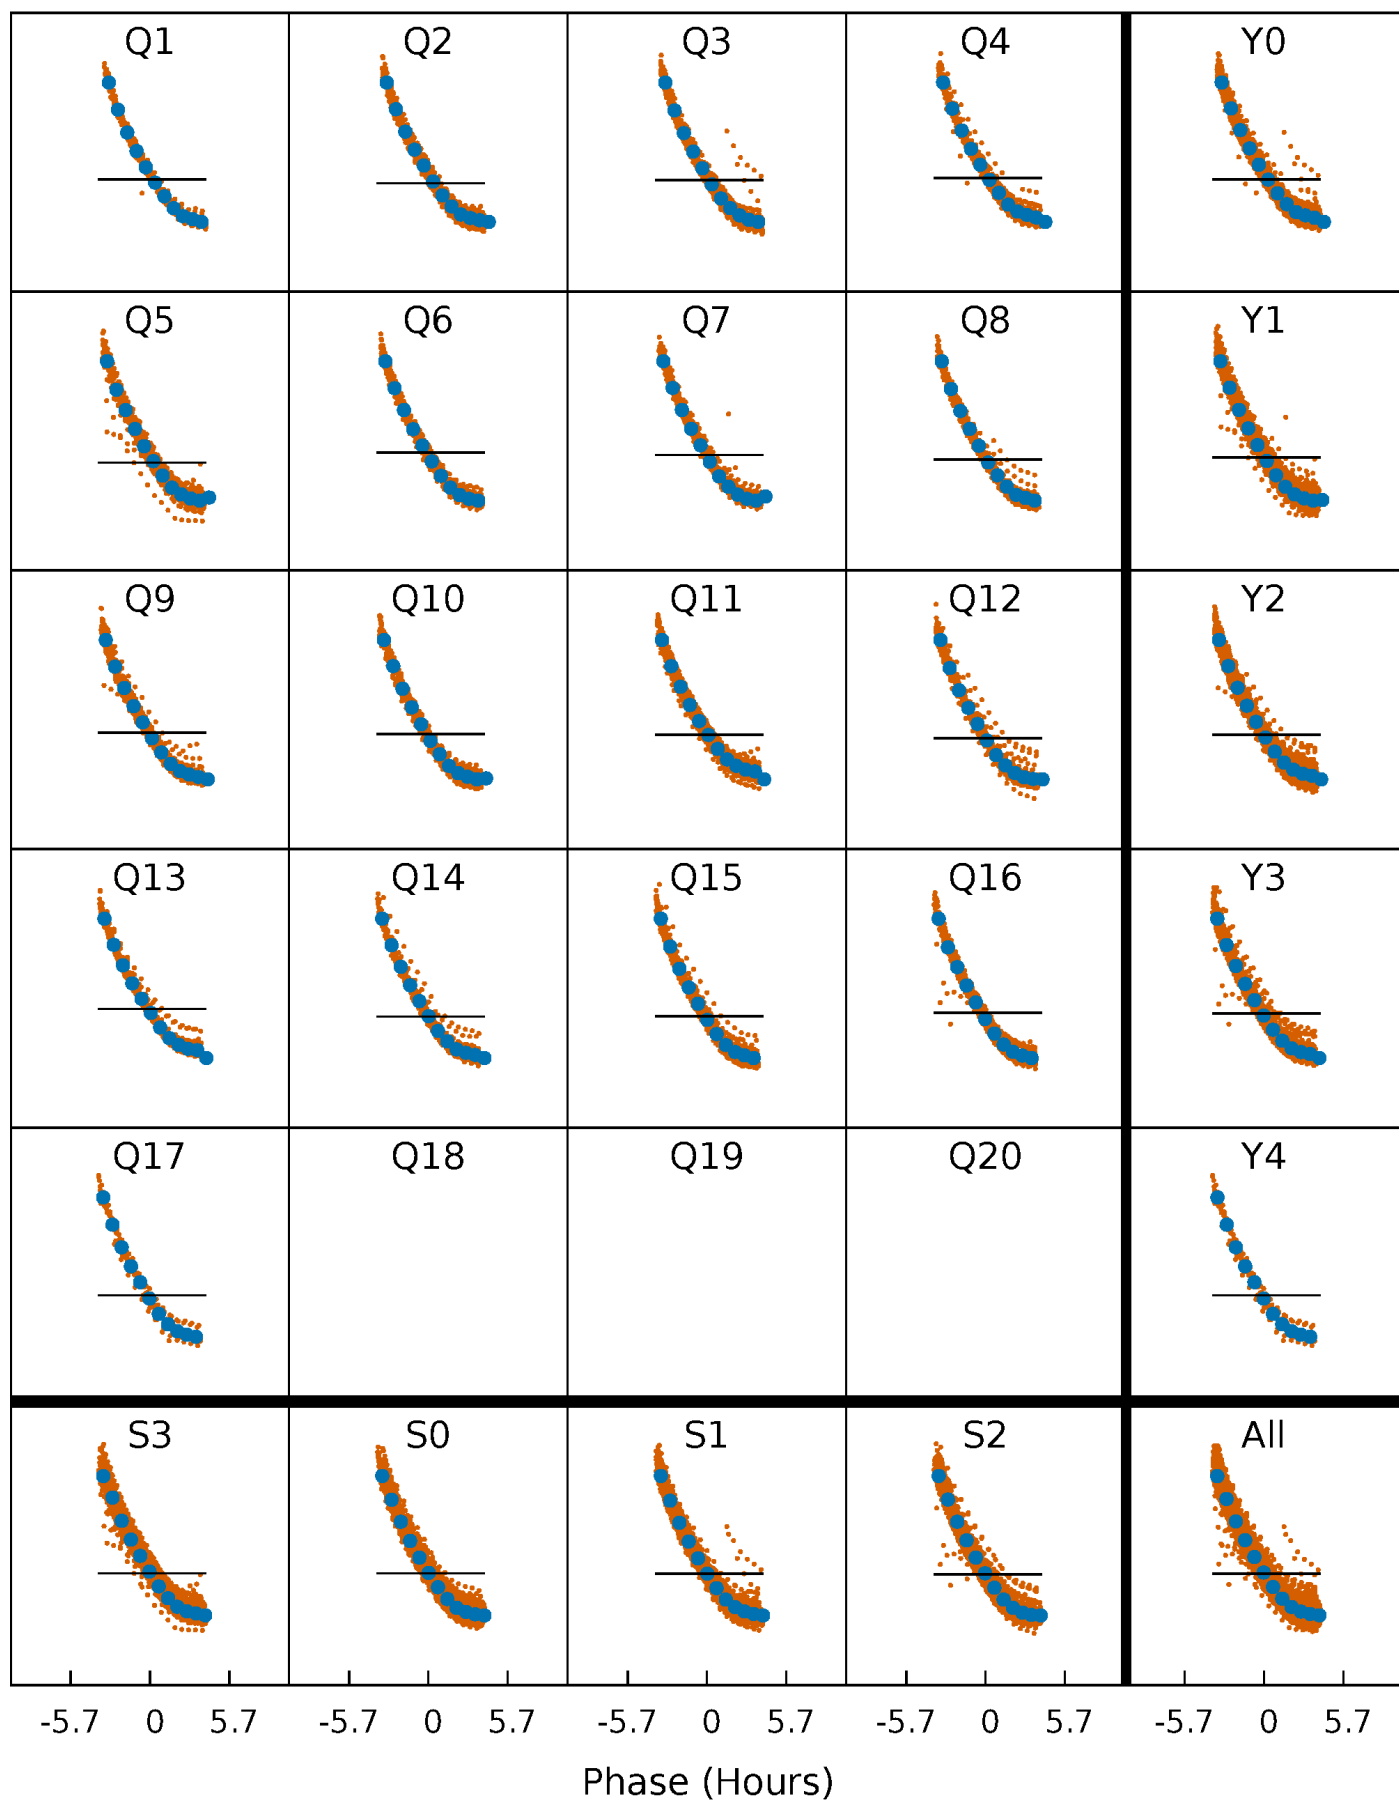 Q1 Q2 Q3 Q4 Y0
Q5 Q6 Q7 Q8 Y1
Q9 Q10 Q11 Q12 Y2
Q13 Q14 Q15 Q16 Y3
Q17 Q18 Q19 Q20 Y4
S3 S0 S1 S2 All
-5.7 0 5.7 -5.7 0 5.7 -5.7 0 5.7 -5.7 0 5.7 -5.7 0 5.7
Phase (Hours)